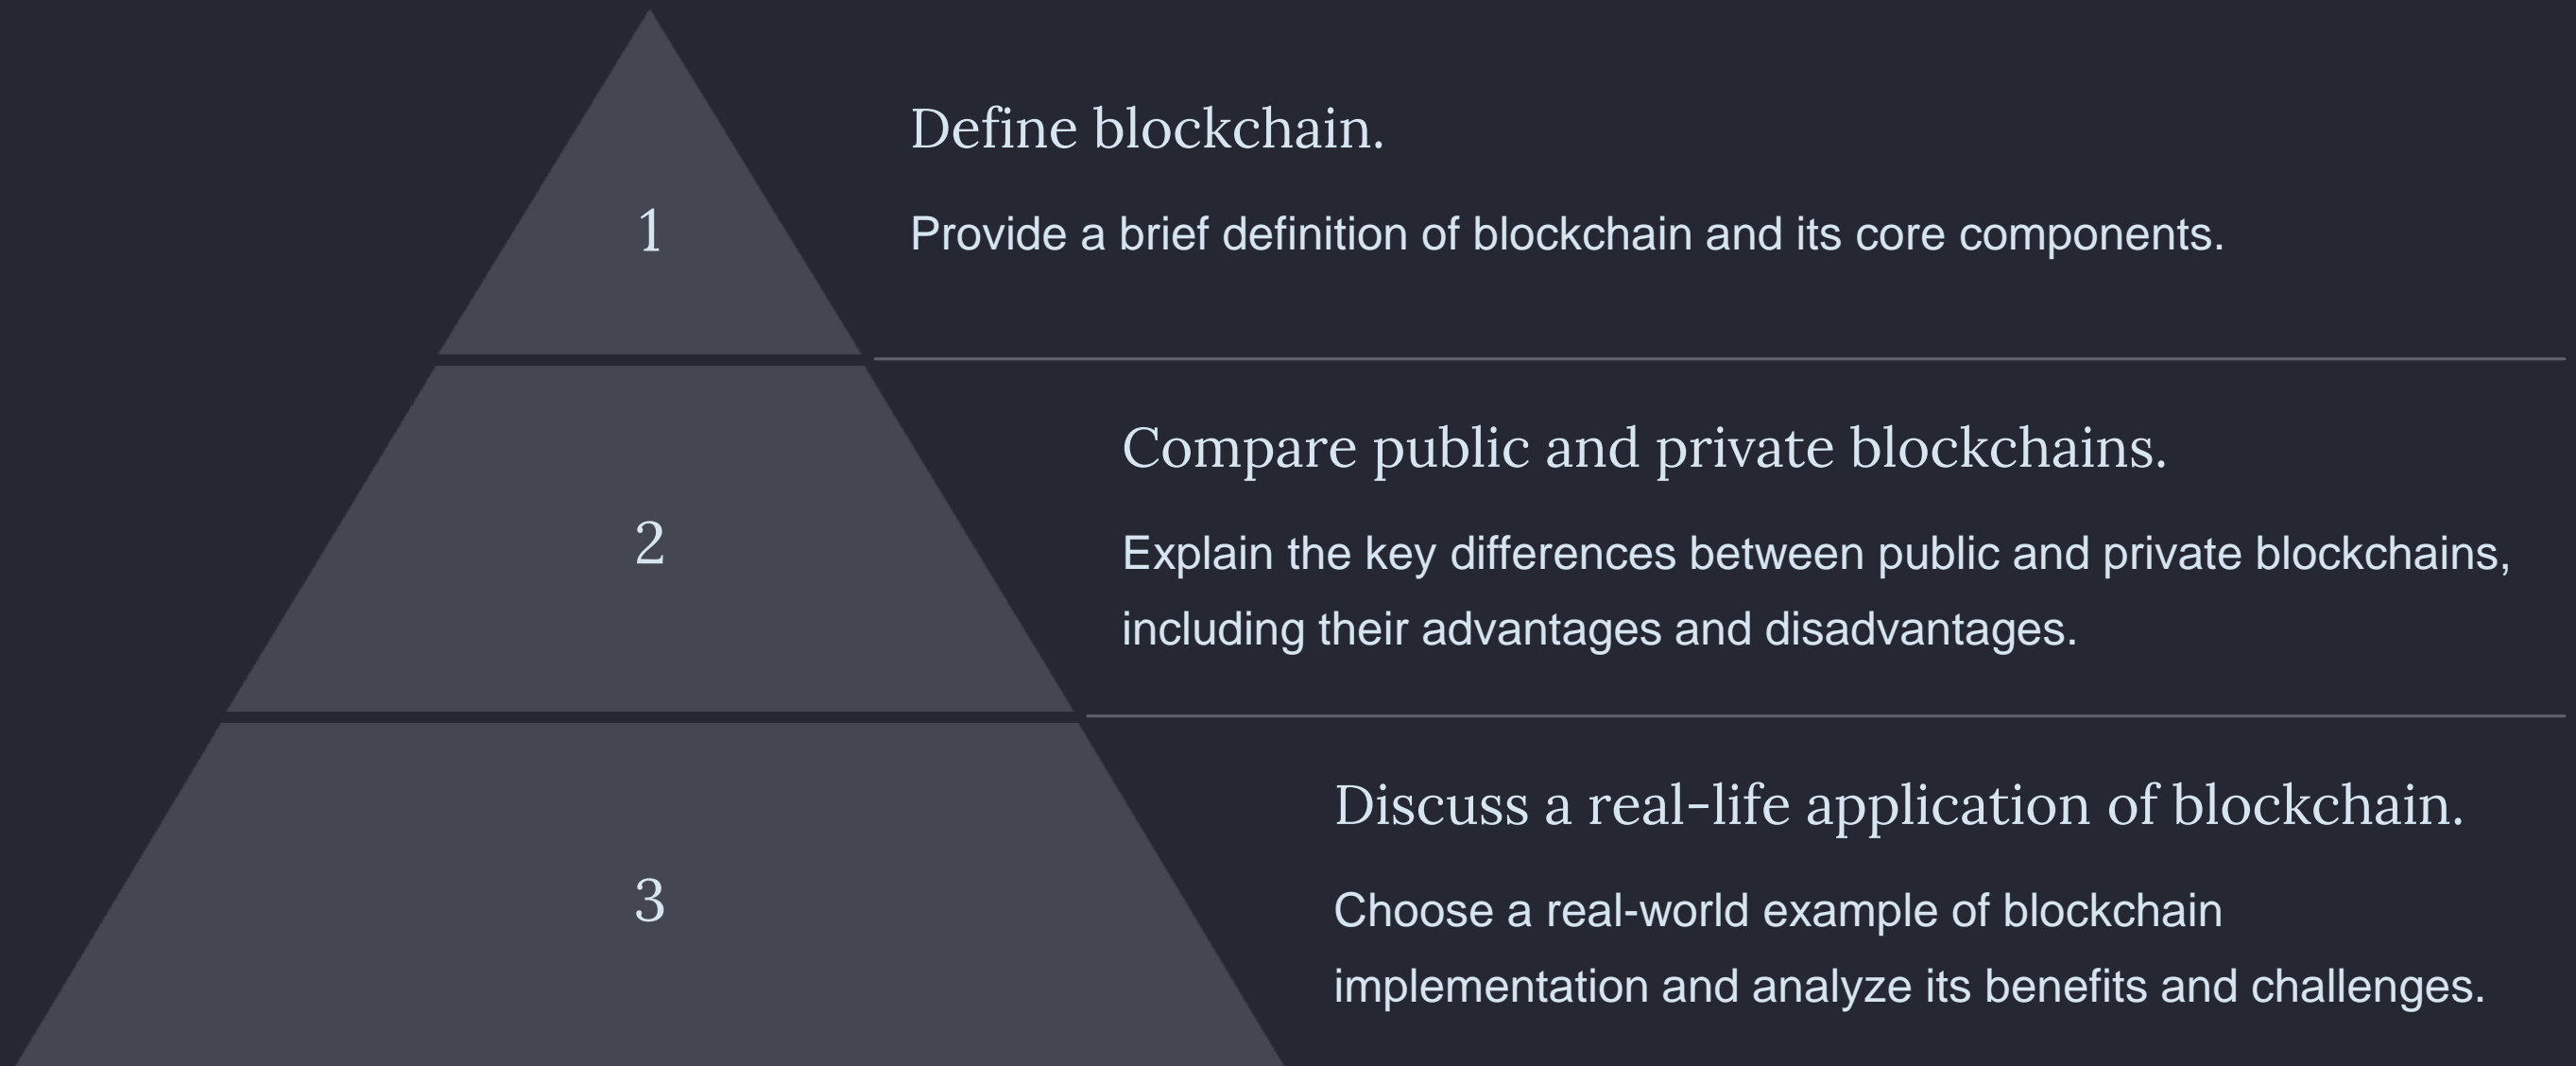 1
Define blockchain.
Provide a brief definition of blockchain and its core components.
2
Compare public and private blockchains.
Explain the key differences between public and private blockchains,
including their advantages and disadvantages.
3
Discuss a real-life application of blockchain.
Choose a real-world example of blockchain
implementation and analyze its benefits and challenges.